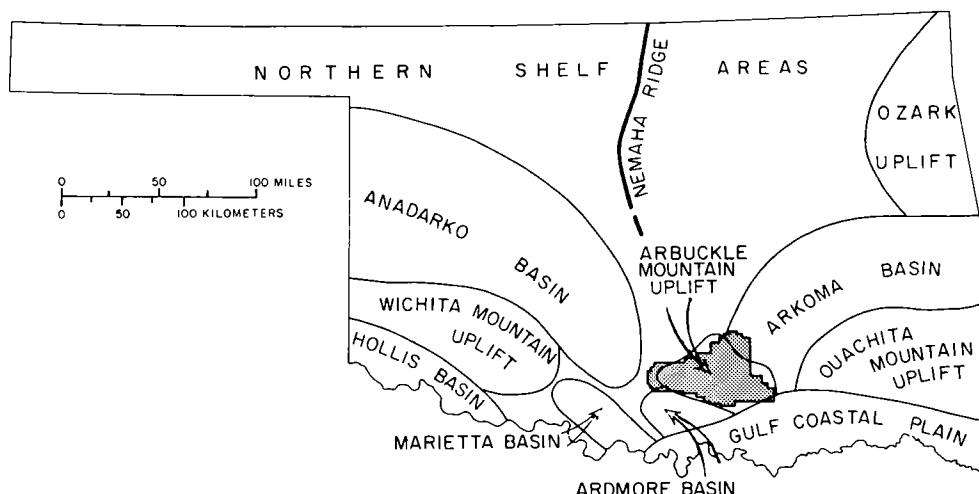 NORTHERN SHELF AREAS
NEMAHA RIDGE
OZARK
UPLIFT
0 50 100 MILES
0 50 100 KILOMETERS
ANADARKO
BASIN
ARBUCKLE
MOUNTAIN
UPLIFT
ARKOMA BASIN
WICHITA MOUNTAIN
UPLIFT
HOLLIS BASIN
OUACHITA
MOUNTAIN
UPLIFT
MARIETTA BASIN
GULF COASTAL PLAIN
ARDMORE BASIN